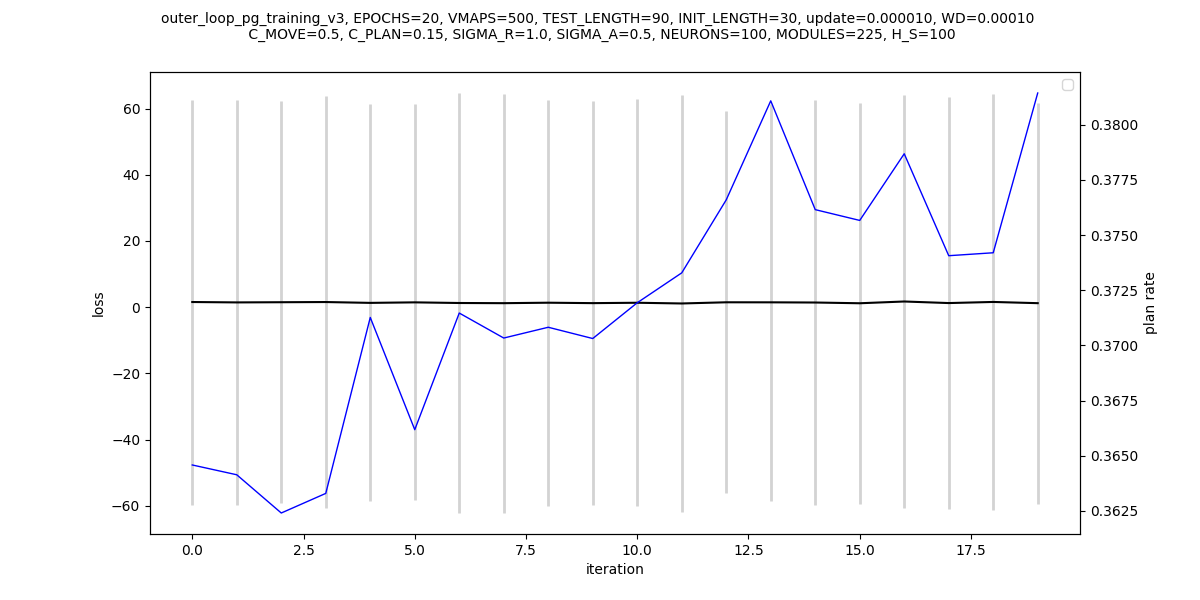 outer_loop_pg_training_v3, EPOCHS=20, VMAPS=500, TEST_LENGTH=90, INIT_LENGTH=30, update=0.000010, WD=0.00010
C_MOVE=0.5, C_PLAN=0.15, SIGMA_R=1.0, SIGMA_A=0.5, NEURONS=100, MODULES=225, H_S=100
60
40
20
0
−20
−40
−60
loss
0.3800
0.3775
0.3750
0.3725
0.3700
0.3675
0.3650
0.3625
plan rate
0.0 2.5 5.0 7.5 10.0 12.5 15.0 17.5
iteration